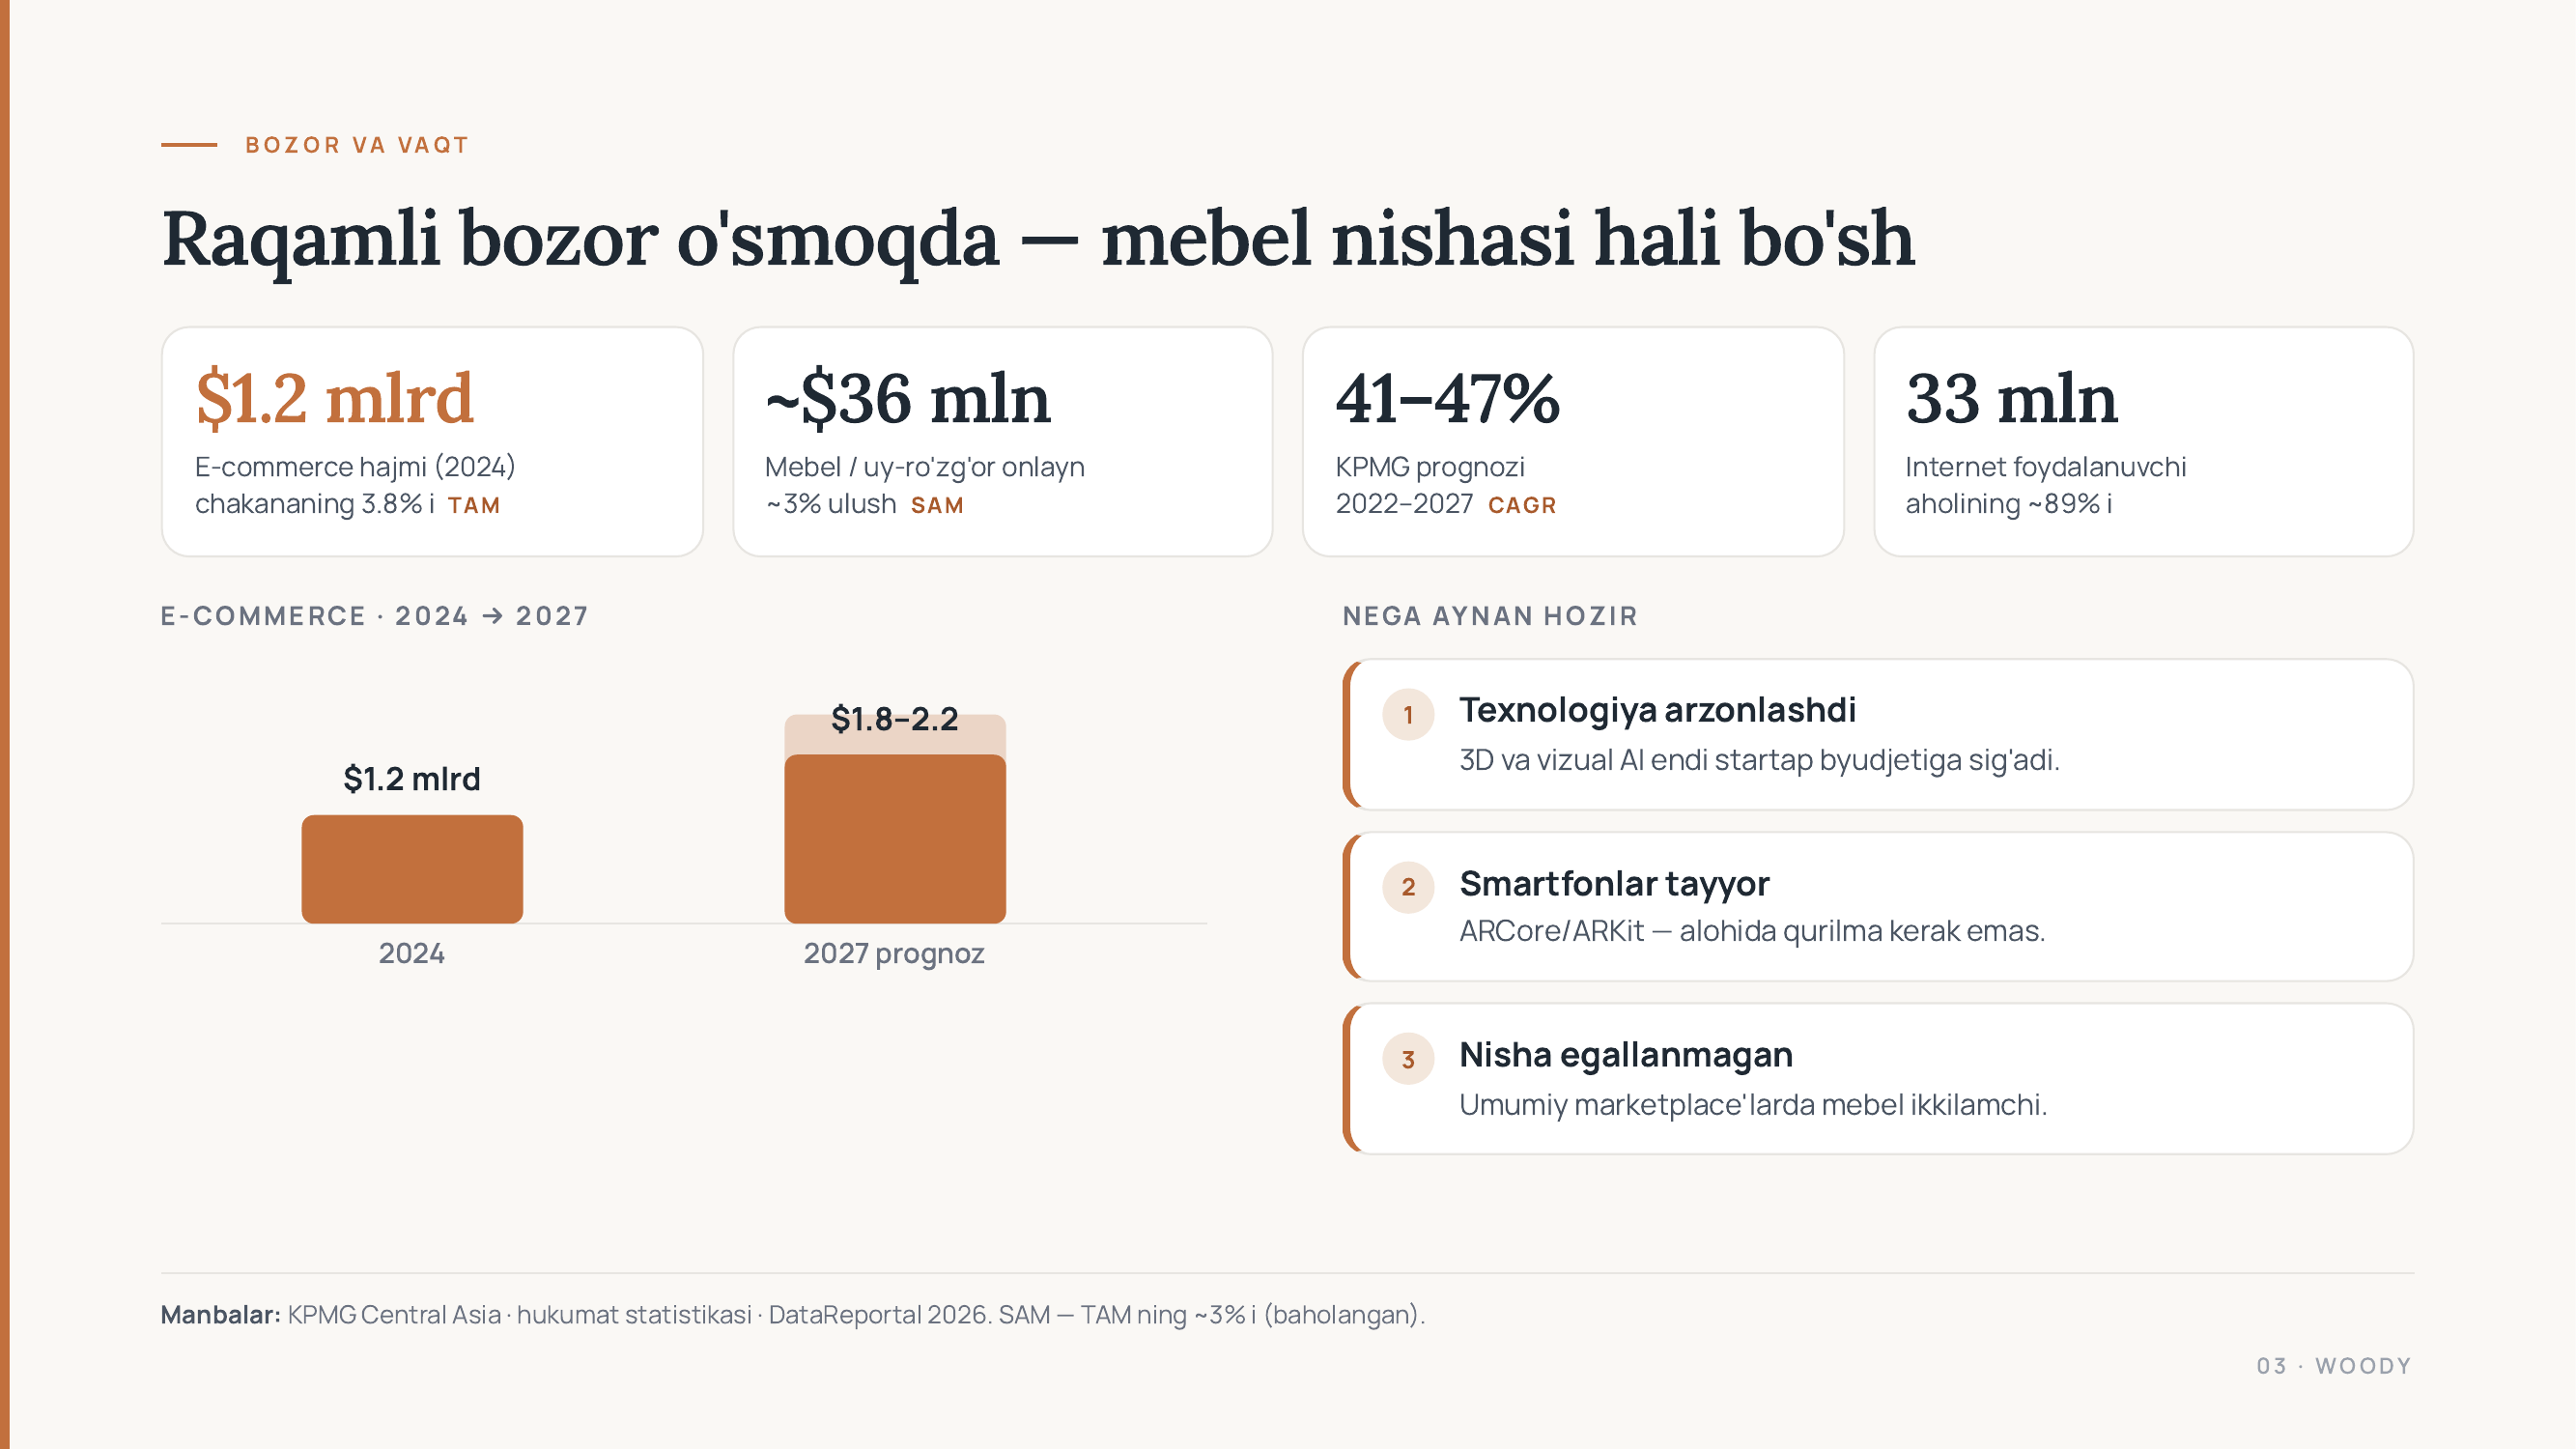 BOZOR VA VAQT
Raqamli bozor o'smoqda — mebel nishasi hali bo'sh
$1.2 mlrd
E-commerce hajmi (2024)
chakananing 3.8% i TAM
~$36 mln
Mebel / uy-ro'zg'or onlayn
~3% ulush SAM
41–47%
KPMG prognozi
2022–2027 CAGR
33 mln
Internet foydalanuvchi
aholining ~89% i
E-COMMERCE · 2024 → 2027
$1.2 mlrd
$1.8–2.2
2024
2027 prognoz
NEGA AYNAN HOZIR
1
Texnologiya arzonlashdi
3D va vizual AI endi startap byudjetiga sig'adi.
2
Smartfonlar tayyor
ARCore/ARKit — alohida qurilma kerak emas.
3
Nisha egallanmagan
Umumiy marketplace'larda mebel ikkilamchi.
Manbalar: KPMG Central Asia · hukumat statistikasi · DataReportal 2026. SAM — TAM ning ~3% i (baholangan).
03 · WOODY